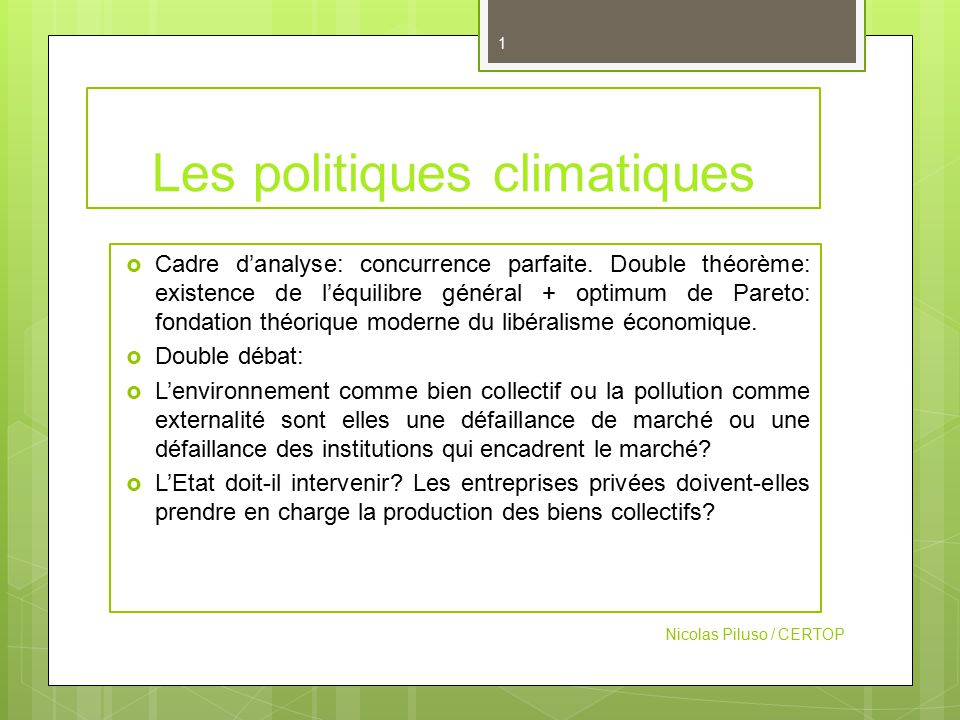 1
Les politiques climatiques
Cadre d’analyse: concurrence parfaite. Double théorème:
existence de l’équilibre général + optimum de Pareto:
fondation théorique moderne du libéralisme économique.
Double débat:
L’environnement comme bien collectif ou la pollution comme
externalité sont elles une défaillance de marché ou une
défaillance des institutions qui encadrent le marché?
L’Etat doit-il intervenir? Les entreprises privées doivent-elles
prendre en charge la production des biens collectifs?
Nicolas Piluso / CERTOP